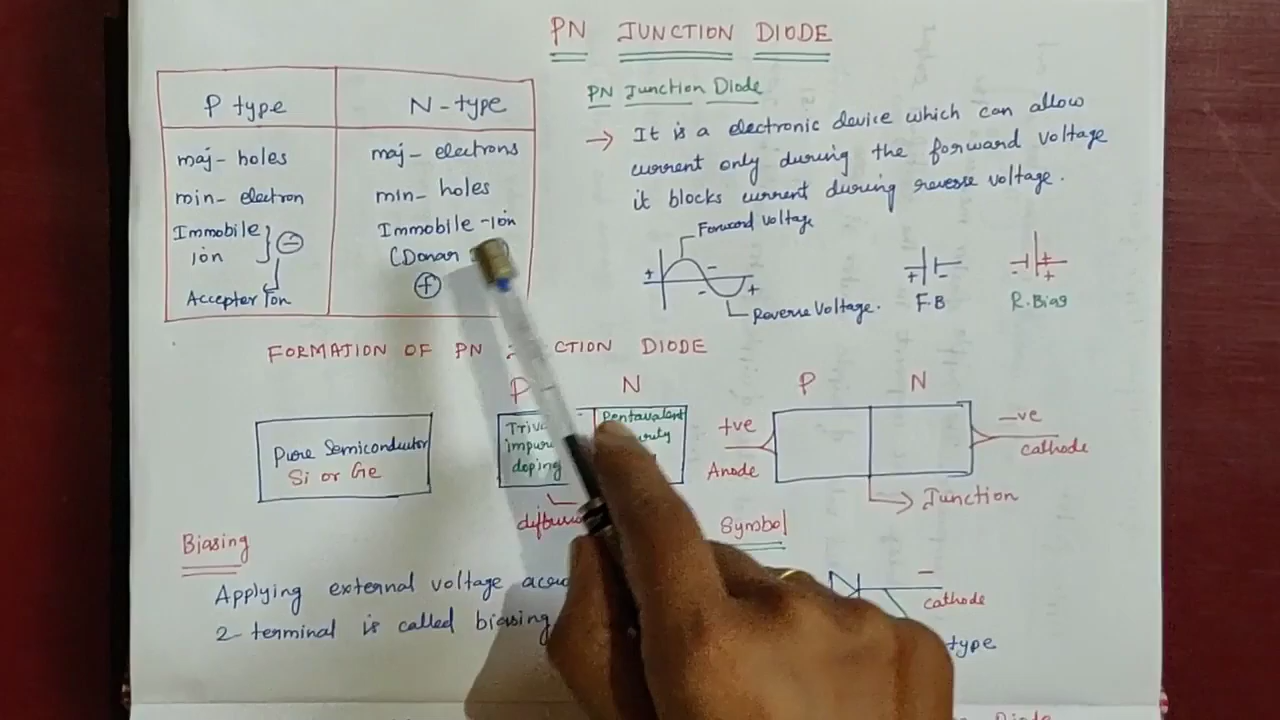 PN JUNCTION DIODE
P type
N-type
maj- holes
maj- electrons
min- electron
min- holes
Immobile
ion
Accepter ion
Immobile -ion
(Donar
PN Junction Diode
→ It is a electronic device which can allow
current only during the forward voltage
it blocks current during reverse voltage.
Forward voltage
+ -
- +
Reverse Voltage.
F.B
R.Bias
FORMATION OF PN DIODE
Pure Semiconductor
Si or Ge
P N
doping
Pentavalent
P N
+ve
Anode
-ve
cathode
Junction
Biasing
Applying external voltage
2-terminal is called biasing
Symbol
-
cathode
type